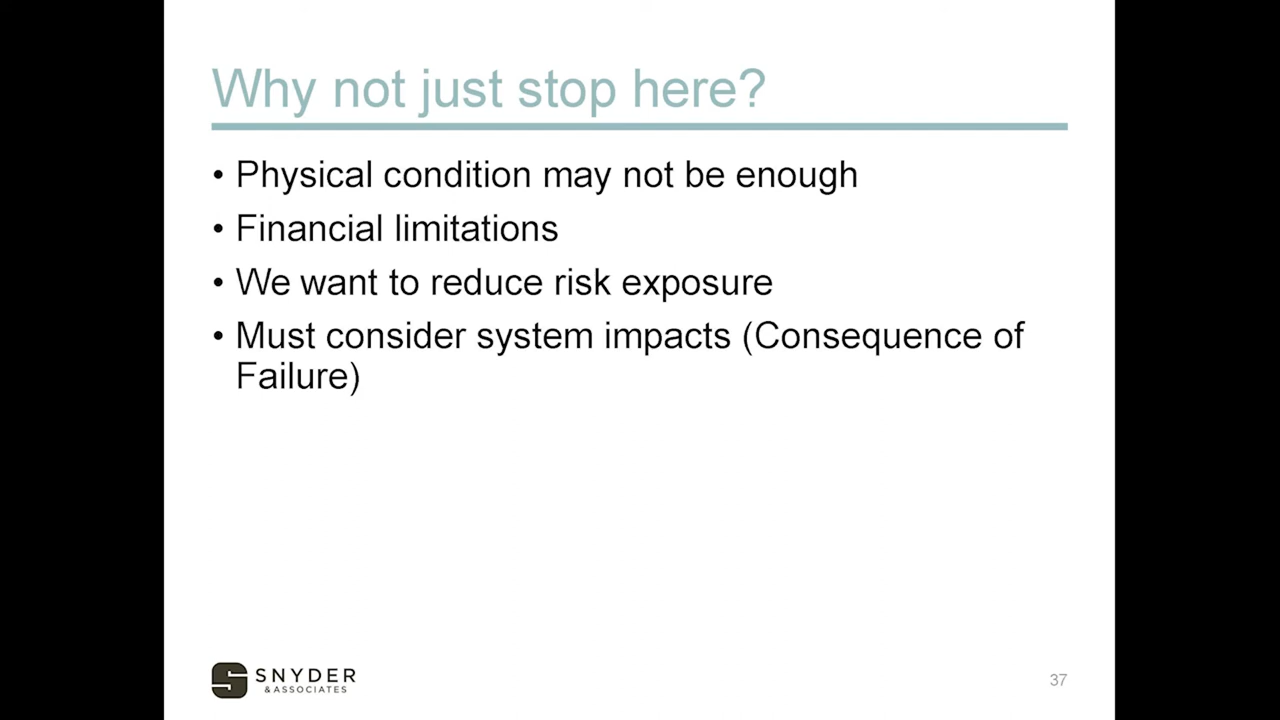 Why not just stop here?
• Physical condition may not be enough
• Financial limitations
• We want to reduce risk exposure
• Must consider system impacts (Consequence of
Failure)
SNYDER
& ASSOCIATES
37